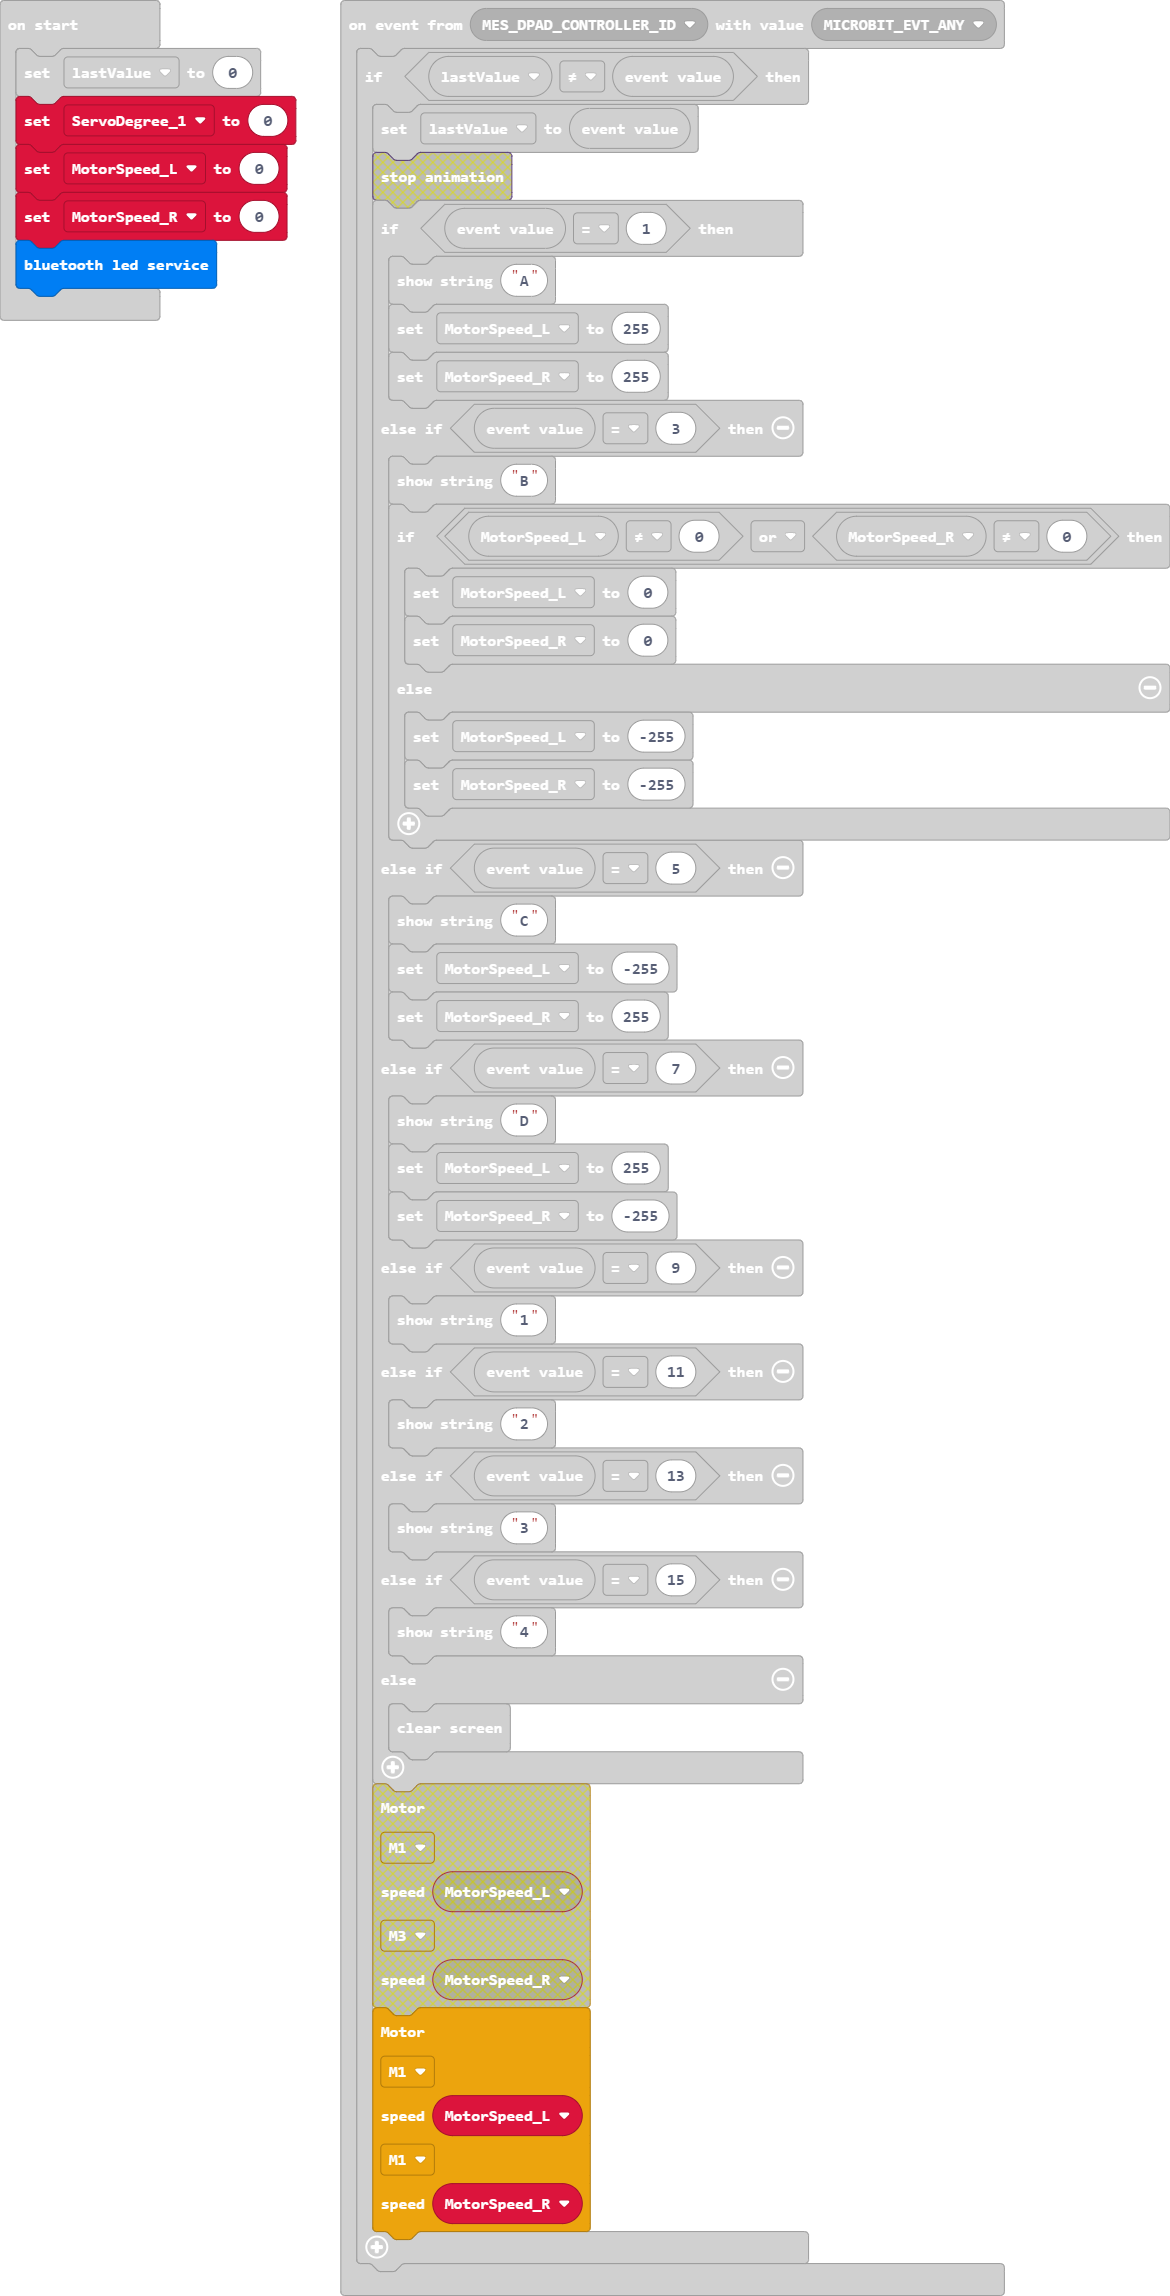 on start
set lastValue to 0
set ServoDegree_1 to 0
set MotorSpeed_L to 0
set MotorSpeed_R to 0
bluetooth led service
on event from MES_DPAD_CONTROLLER_ID with value MICROBIT_EVT_ANY
if lastValue ≠ event value then
set lastValue to event value
stop animation
if event value = 1 then
show string "A"
set MotorSpeed_L to 255
set MotorSpeed_R to 255
else if event value = 3 then
show string "B"
if MotorSpeed_L ≠ 0 or MotorSpeed_R ≠ 0 then
set MotorSpeed_L to 0
set MotorSpeed_R to 0
else
set MotorSpeed_L to -255
set MotorSpeed_R to -255
else if event value = 5 then
show string "C"
set MotorSpeed_L to -255
set MotorSpeed_R to 255
else if event value = 7 then
show string "D"
set MotorSpeed_L to 255
set MotorSpeed_R to -255
else if event value = 9 then
show string "1"
else if event value = 11 then
show string "2"
else if event value = 13 then
show string "3"
else if event value = 15 then
show string "4"
else
clear screen
Motor
M1
speed MotorSpeed_L
M3
speed MotorSpeed_R
Motor
M1
speed MotorSpeed_L
M1
speed MotorSpeed_R